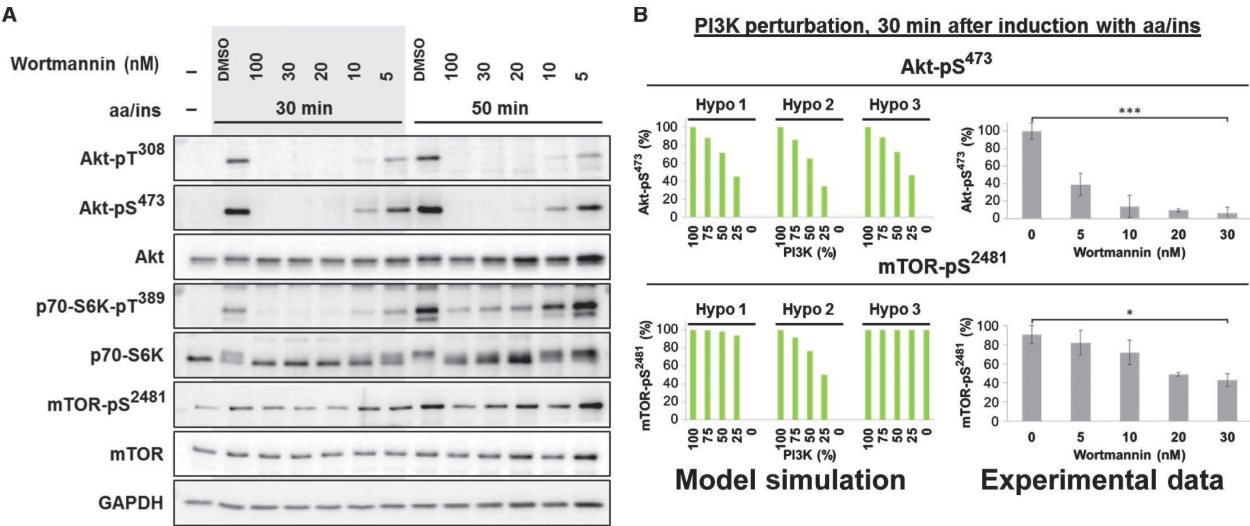 A
Wortmannin (nM) – DMSO 100 30 20 10 5 DMSO 100 30 20 10 5
aa/ins – 30 min 50 min
Akt-pT308
Akt-pS473
Akt
p70-S6K-pT389
p70-S6K
mTOR-pS2481
mTOR
GAPDH
B
PI3K perturbation, 30 min after induction with aa/ins
Akt-pS473
Hypo 1 Hypo 2 Hypo 3
Akt-pS473 (%)
100
80
60
40
20
0
100 75 50 25 0 100 75 50 25 0 100 75 50 25 0
PI3K (%)
***
Akt-pS473 (%)
100
80
60
40
20
0
0 5 10 20 30
Wortmannin (nM)
mTOR-pS2481
Hypo 1 Hypo 2 Hypo 3
mTOR-pS2481 (%)
100
80
60
40
20
0
100 75 50 25 0 100 75 50 25 0 100 75 50 25 0
PI3K (%)
*
mTOR-pS2481 (%)
100
80
60
40
20
0
0 5 10 20 30
Wortmannin (nM)
Model simulation Experimental data